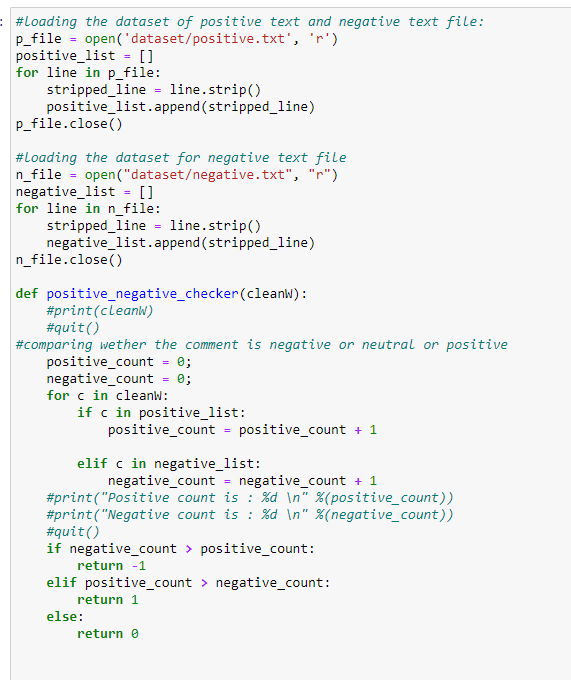 #loading the dataset of positive text and negative text file:
p_file = open('dataset/positive.txt', 'r')
positive_list = []
for line in p_file:
    stripped_line = line.strip()
    positive_list.append(stripped_line)
p_file.close()

#loading the dataset for negative text file
n_file = open("dataset/negative.txt", "r")
negative_list = []
for line in n_file:
    stripped_line = line.strip()
    negative_list.append(stripped_line)
n_file.close()

def positive_negative_checker(cleanW):
    #print(cleanW)
    #quit()
#comparing wether the comment is negative or neutral or positive
    positive_count = 0;
    negative_count = 0;
    for c in cleanW:
        if c in positive_list:
            positive_count = positive_count + 1

        elif c in negative_list:
            negative_count = negative_count + 1
    #print("Positive count is : %d \n" %(positive_count))
    #print("Negative count is : %d \n" %(negative_count))
    #quit()
    if negative_count > positive_count:
        return -1
    elif positive_count > negative_count:
        return 1
    else:
        return 0